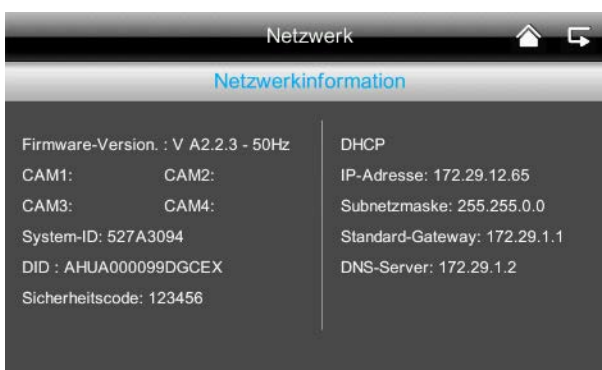 Netzwerk
Netzwerkinformation
Firmware-Version. : V A2.2.3 - 50Hz
CAM1: CAM2:
CAM3: CAM4:
System-ID: 527A3094
DID : AHUA000099DGCEX
Sicherheitscode: 123456
DHCP
IP-Adresse: 172.29.12.65
Subnetzmaske: 255.255.0.0
Standard-Gateway: 172.29.1.1
DNS-Server: 172.29.1.2